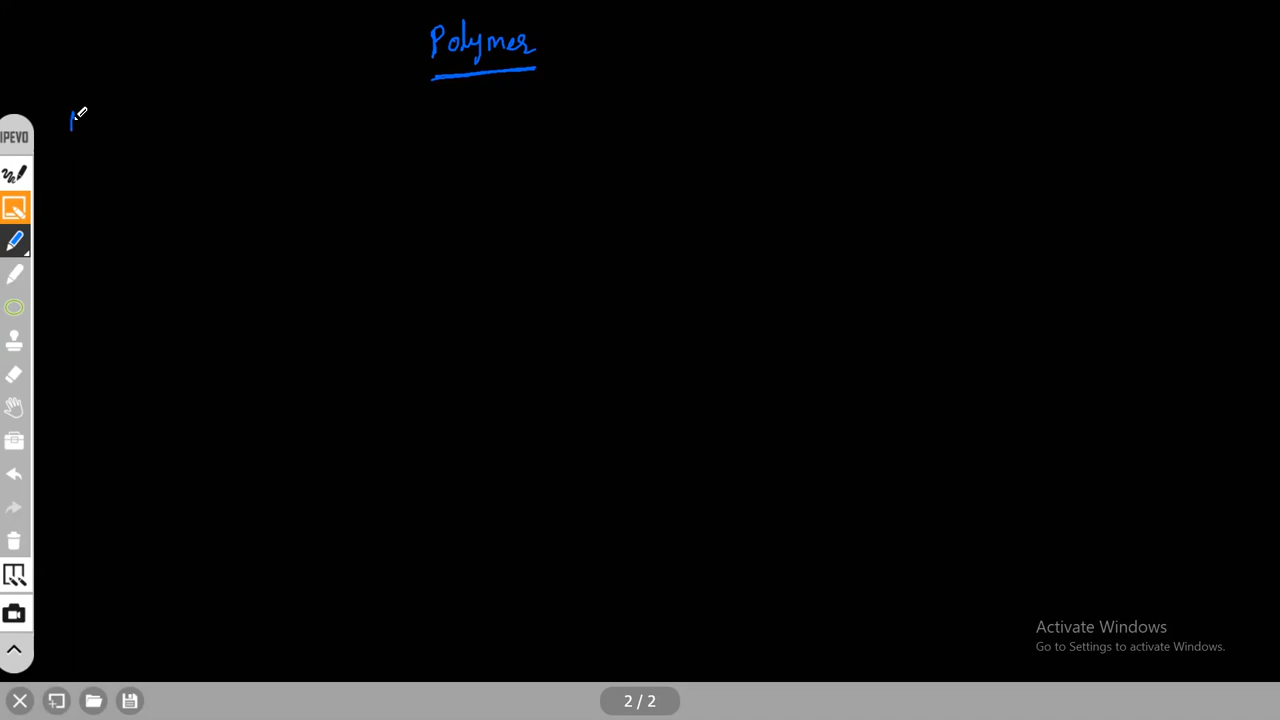 Polymer
IPEVO
Activate Windows
Go to Settings to activate Windows.
2 / 2